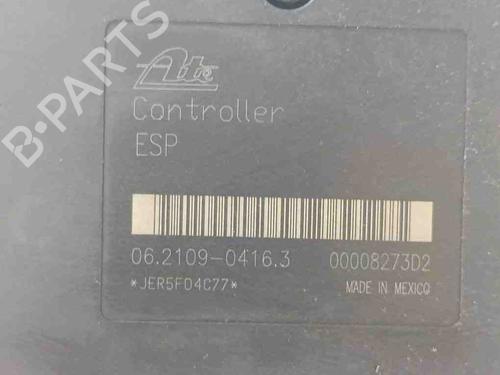 Ate
Controller
ESP
06.2109-0416.3 00008273D2
*JER5F04C77* MADE IN MEXICO
B-PARTS